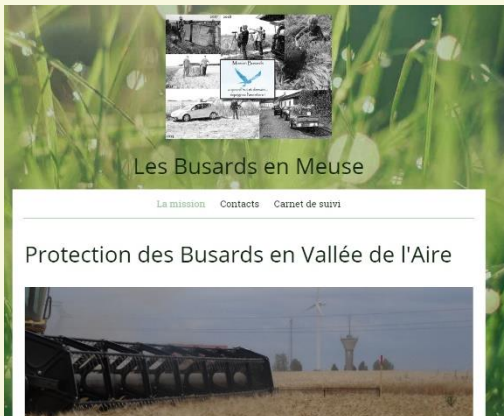 Les Busards en Meuse
La mission Contacts Carnet de suivi
Protection des Busards en Vallée de l'Aire